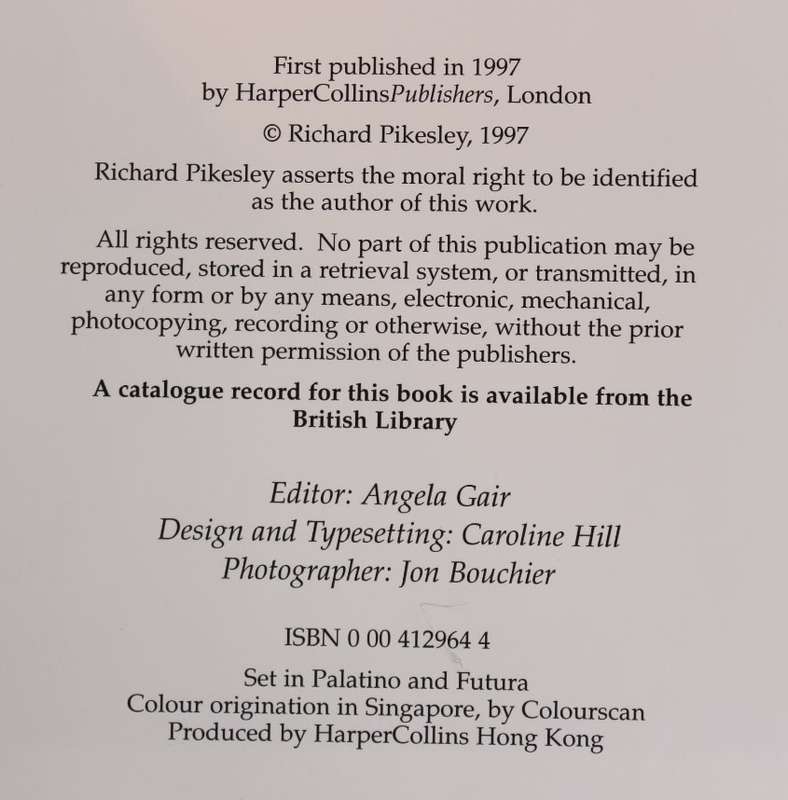 First published in 1997
by HarperCollinsPublishers, London
© Richard Pikesley, 1997
Richard Pikesley asserts the moral right to be identified
as the author of this work.
All rights reserved. No part of this publication may be
reproduced, stored in a retrieval system, or transmitted, in
any form or by any means, electronic, mechanical,
photocopying, recording or otherwise, without the prior
written permission of the publishers.
A catalogue record for this book is available from the
British Library
Editor: Angela Gair
Design and Typesetting: Caroline Hill
Photographer: Jon Bouchier
ISBN 0 00 412964 4
Set in Palatino and Futura
Colour origination in Singapore, by Colourscan
Produced by HarperCollins Hong Kong